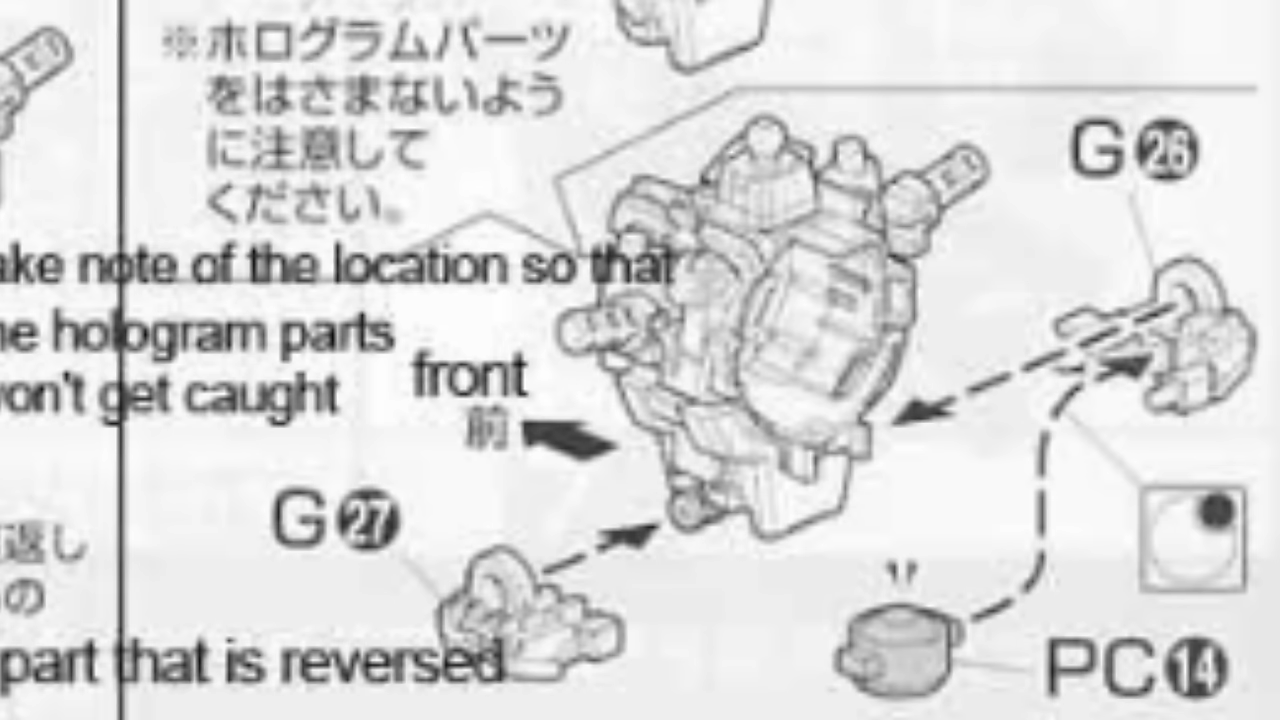 ※ホログラムパーツ
をはさまないよう
に注意して
ください。
ake note of the location so that
he hologram parts
won't get caught
front
前
G26
G27
返し
の
part that is reversed
PC14